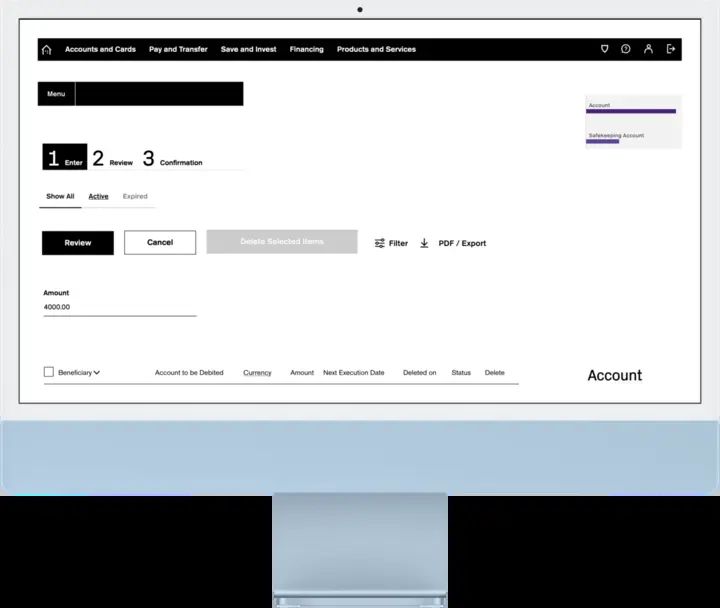 Accounts and Cards Pay and Transfer Save and Invest Financing Products and Services
Menu
Account
Safekeeping Account
1 Enter 2 Review 3 Confirmation
Show All Active Expired
Review Cancel Delete Selected Items Filter PDF / Export
Amount
4000.00
Beneficiary Account to be Debited Currency Amount Next Execution Date Deleted on Status Delete
Account